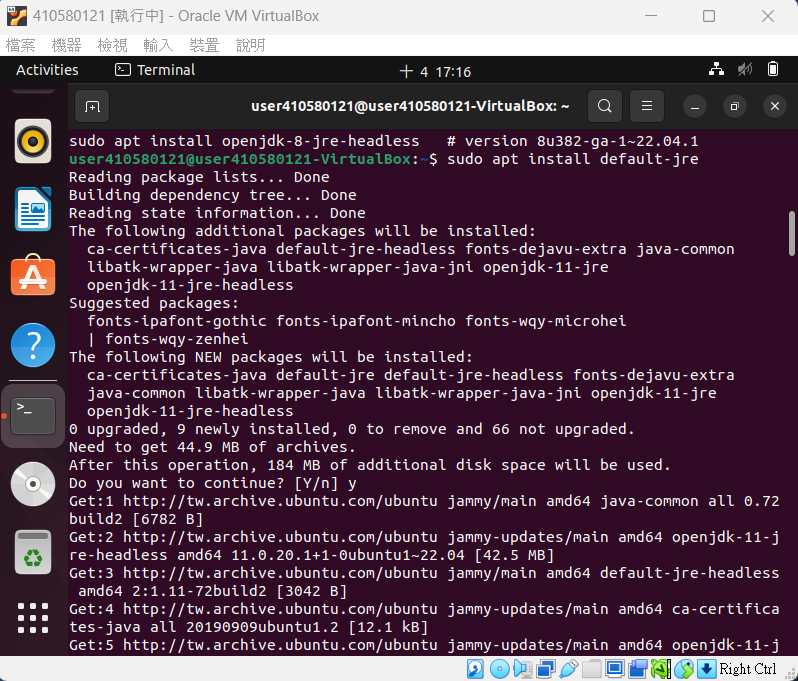 410580121 [執行中] - Oracle VM VirtualBox
檔案 機器 檢視 輸入 裝置 說明
Activities Terminal 十 4 17:16
user410580121@user410580121-VirtualBox: ~
sudo apt install openjdk-8-jre-headless   # version 8u382-ga-1~22.04.1
user410580121@user410580121-VirtualBox:~$ sudo apt install default-jre
Reading package lists... Done
Building dependency tree... Done
Reading state information... Done
The following additional packages will be installed:
  ca-certificates-java default-jre-headless fonts-dejavu-extra java-common
  libatk-wrapper-java libatk-wrapper-java-jni openjdk-11-jre
  openjdk-11-jre-headless
Suggested packages:
  fonts-ipafont-gothic fonts-ipafont-mincho fonts-wqy-microhei
  | fonts-wqy-zenhei
The following NEW packages will be installed:
  ca-certificates-java default-jre default-jre-headless fonts-dejavu-extra
  java-common libatk-wrapper-java libatk-wrapper-java-jni openjdk-11-jre
  openjdk-11-jre-headless
0 upgraded, 9 newly installed, 0 to remove and 66 not upgraded.
Need to get 44.9 MB of archives.
After this operation, 184 MB of additional disk space will be used.
Do you want to continue? [Y/n] y
Get:1 http://tw.archive.ubuntu.com/ubuntu jammy/main amd64 java-common all 0.72
build2 [6782 B]
Get:2 http://tw.archive.ubuntu.com/ubuntu jammy-updates/main amd64 openjdk-11-j
re-headless amd64 11.0.20.1+1-0ubuntu1~22.04 [42.5 MB]
Get:3 http://tw.archive.ubuntu.com/ubuntu jammy/main amd64 default-jre-headless
 amd64 2:1.11-72build2 [3042 B]
Get:4 http://tw.archive.ubuntu.com/ubuntu jammy-updates/main amd64 ca-certifica
tes-java all 20190909ubuntu1.2 [12.1 kB]
Get:5 http://tw.archive.ubuntu.com/ubuntu jammy-updates/main amd64 openjdk-11-j
Right Ctrl